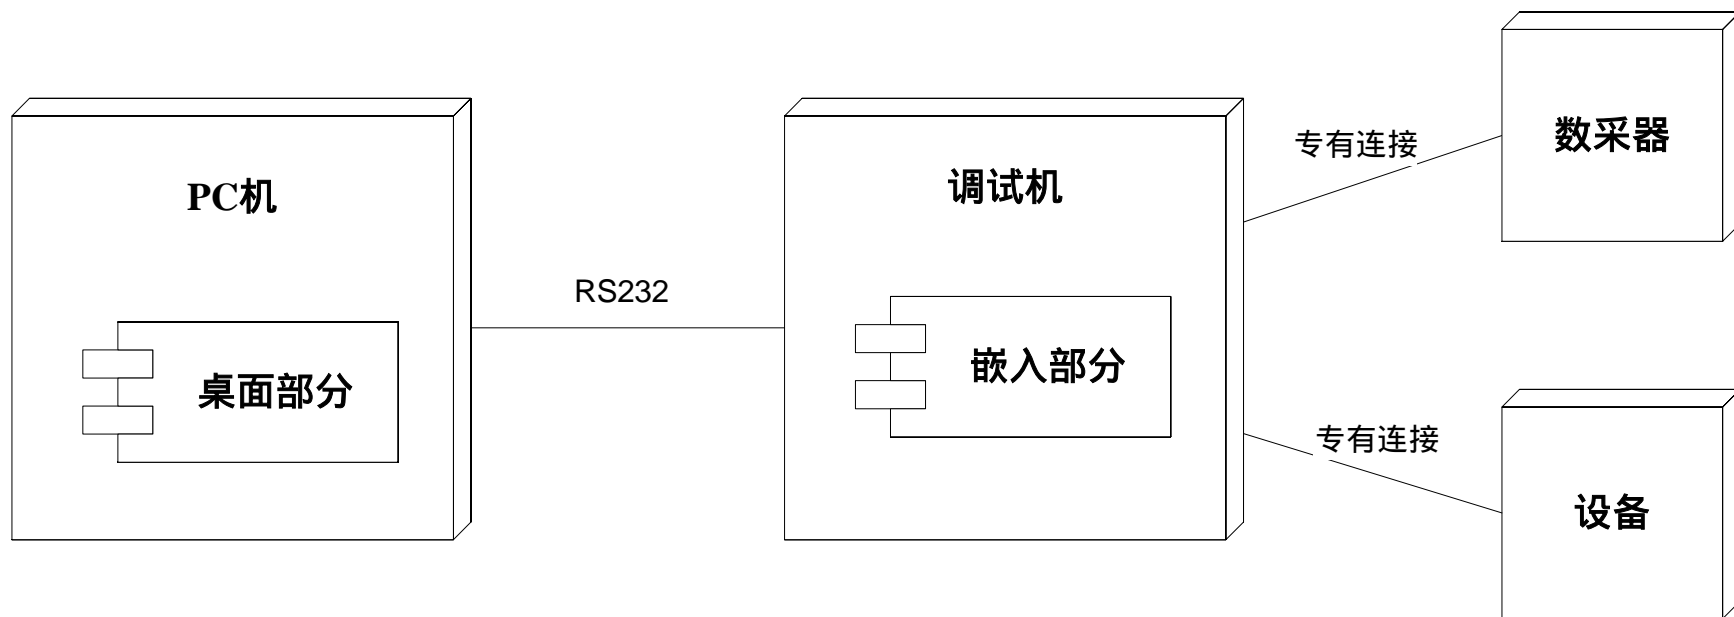 PC机
桌面部分
RS232
调试机
嵌入部分
专有连接
数采器
专有连接
设备